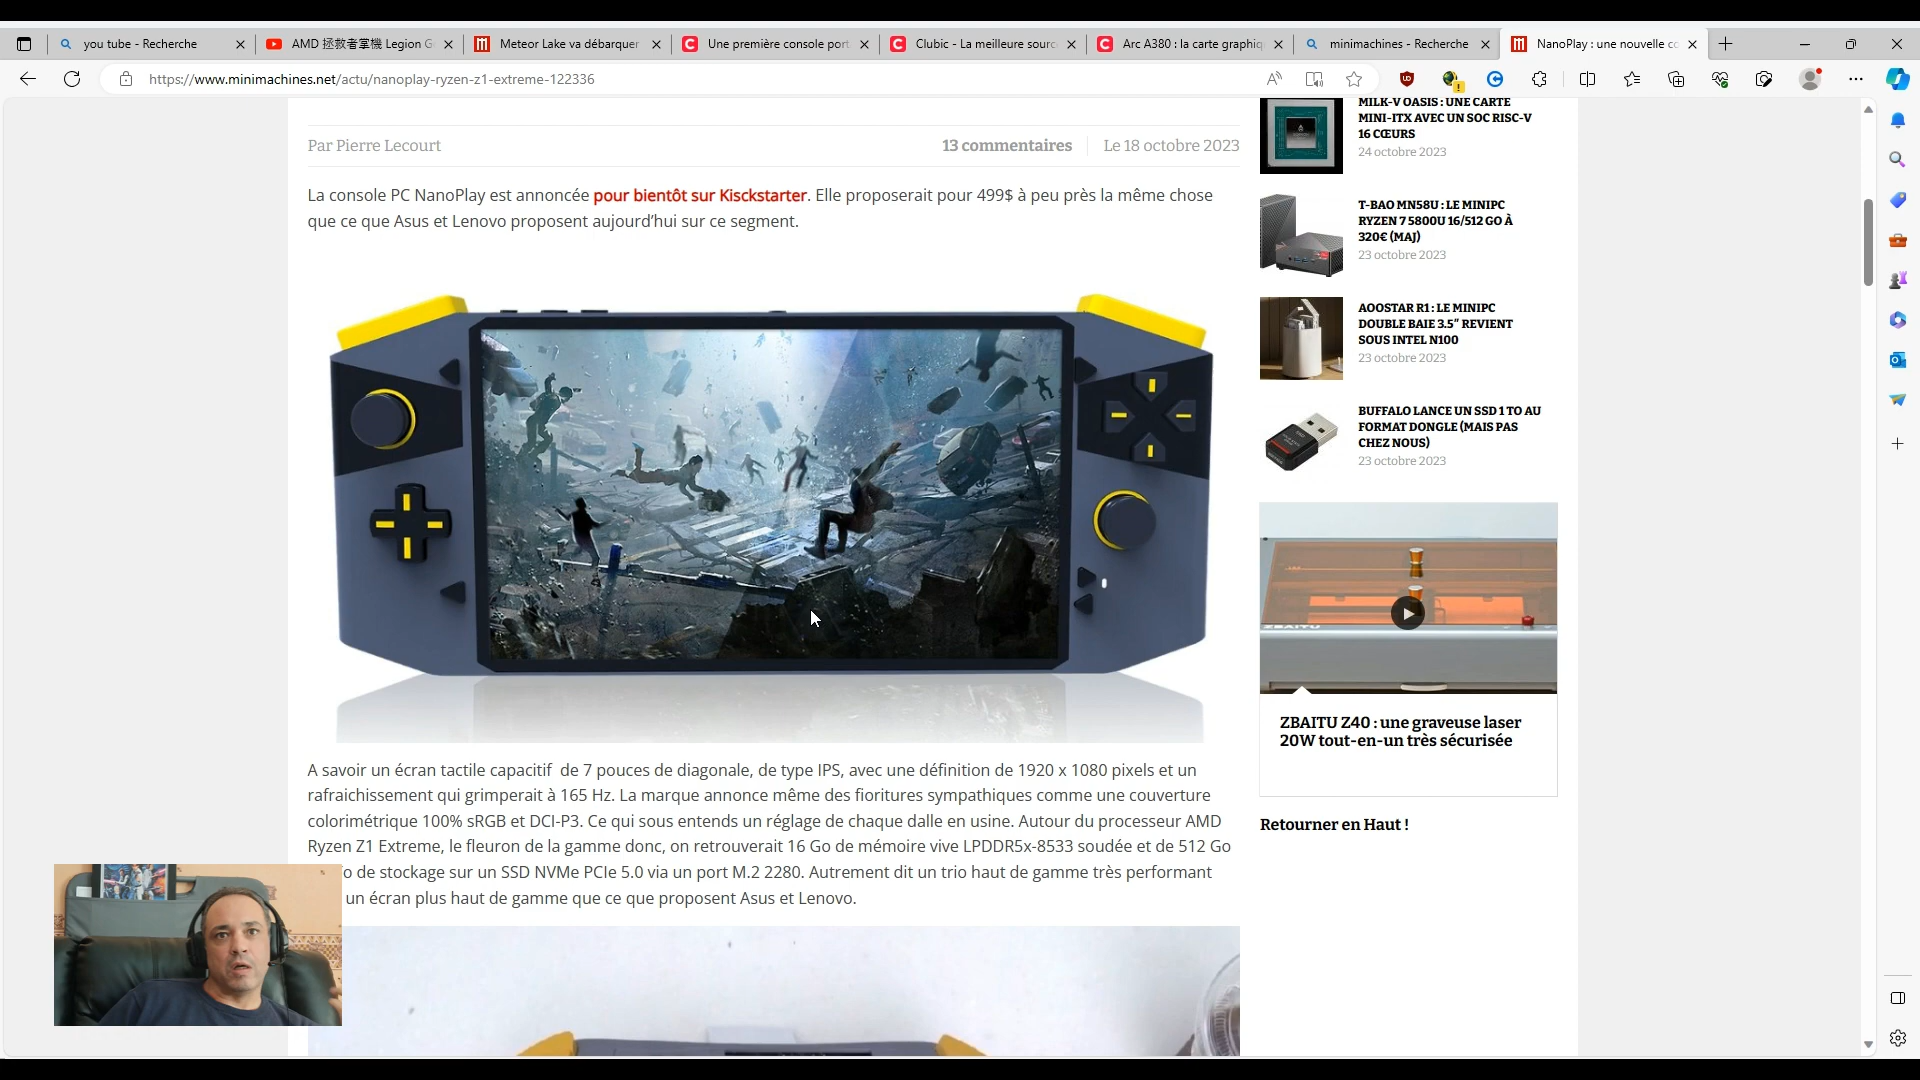 you tube - Recherche
AMD 拯救者掌機 Legion G
Meteor Lake va débarquer
Une première console port
Clubic - La meilleure sourc
Arc A380 : la carte graphiq
minimachines - Recherche
NanoPlay : une nouvelle co
https://www.minimachines.net/actu/nanoplay-ryzen-z1-extreme-122336
Par Pierre Lecourt
13 commentaires
Le 18 octobre 2023
La console PC NanoPlay est annoncée pour bientôt sur Kisckstarter. Elle proposerait pour 499$ à peu près la même chose
que ce que Asus et Lenovo proposent aujourd’hui sur ce segment.
A savoir un écran tactile capacitif de 7 pouces de diagonale, de type IPS, avec une définition de 1920 x 1080 pixels et un
rafraichissement qui grimperait à 165 Hz. La marque annonce même des fioritures sympathiques comme une couverture
colorimétrique 100% sRGB et DCI-P3. Ce qui sous entends un réglage de chaque dalle en usine. Autour du processeur AMD
Ryzen Z1 Extreme, le fleuron de la gamme donc, on retrouverait 16 Go de mémoire vive LPDDR5x-8533 soudée et de 512 Go
o de stockage sur un SSD NVMe PCIe 5.0 via un port M.2 2280. Autrement dit un trio haut de gamme très performant
un écran plus haut de gamme que ce que proposent Asus et Lenovo.
MILK-V OASIS : UNE CARTE
MINI-ITX AVEC UN SOC RISC-V
16 CŒURS
24 octobre 2023
T-BAO MN58U : LE MINIPC
RYZEN 7 5800U 16/512 GO À
320€ (MAJ)
23 octobre 2023
AOOSTAR R1 : LE MINIPC
DOUBLE BAIE 3.5″ REVIENT
SOUS INTEL N100
23 octobre 2023
BUFFALO LANCE UN SSD 1 TO AU
FORMAT DONGLE (MAIS PAS
CHEZ NOUS)
23 octobre 2023
ZBAITU
ZBAITU Z40 : une graveuse laser
20W tout-en-un très sécurisée
Retourner en Haut !